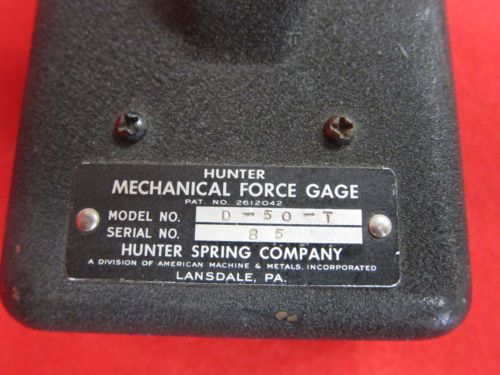 HUNTER
MECHANICAL FORCE GAGE
PAT. NO. 2612042
MODEL NO. D-50-T
SERIAL NO. 85
HUNTER SPRING COMPANY
A DIVISION OF AMERICAN MACHINE & METALS, INCORPORATED
LANSDALE, PA.